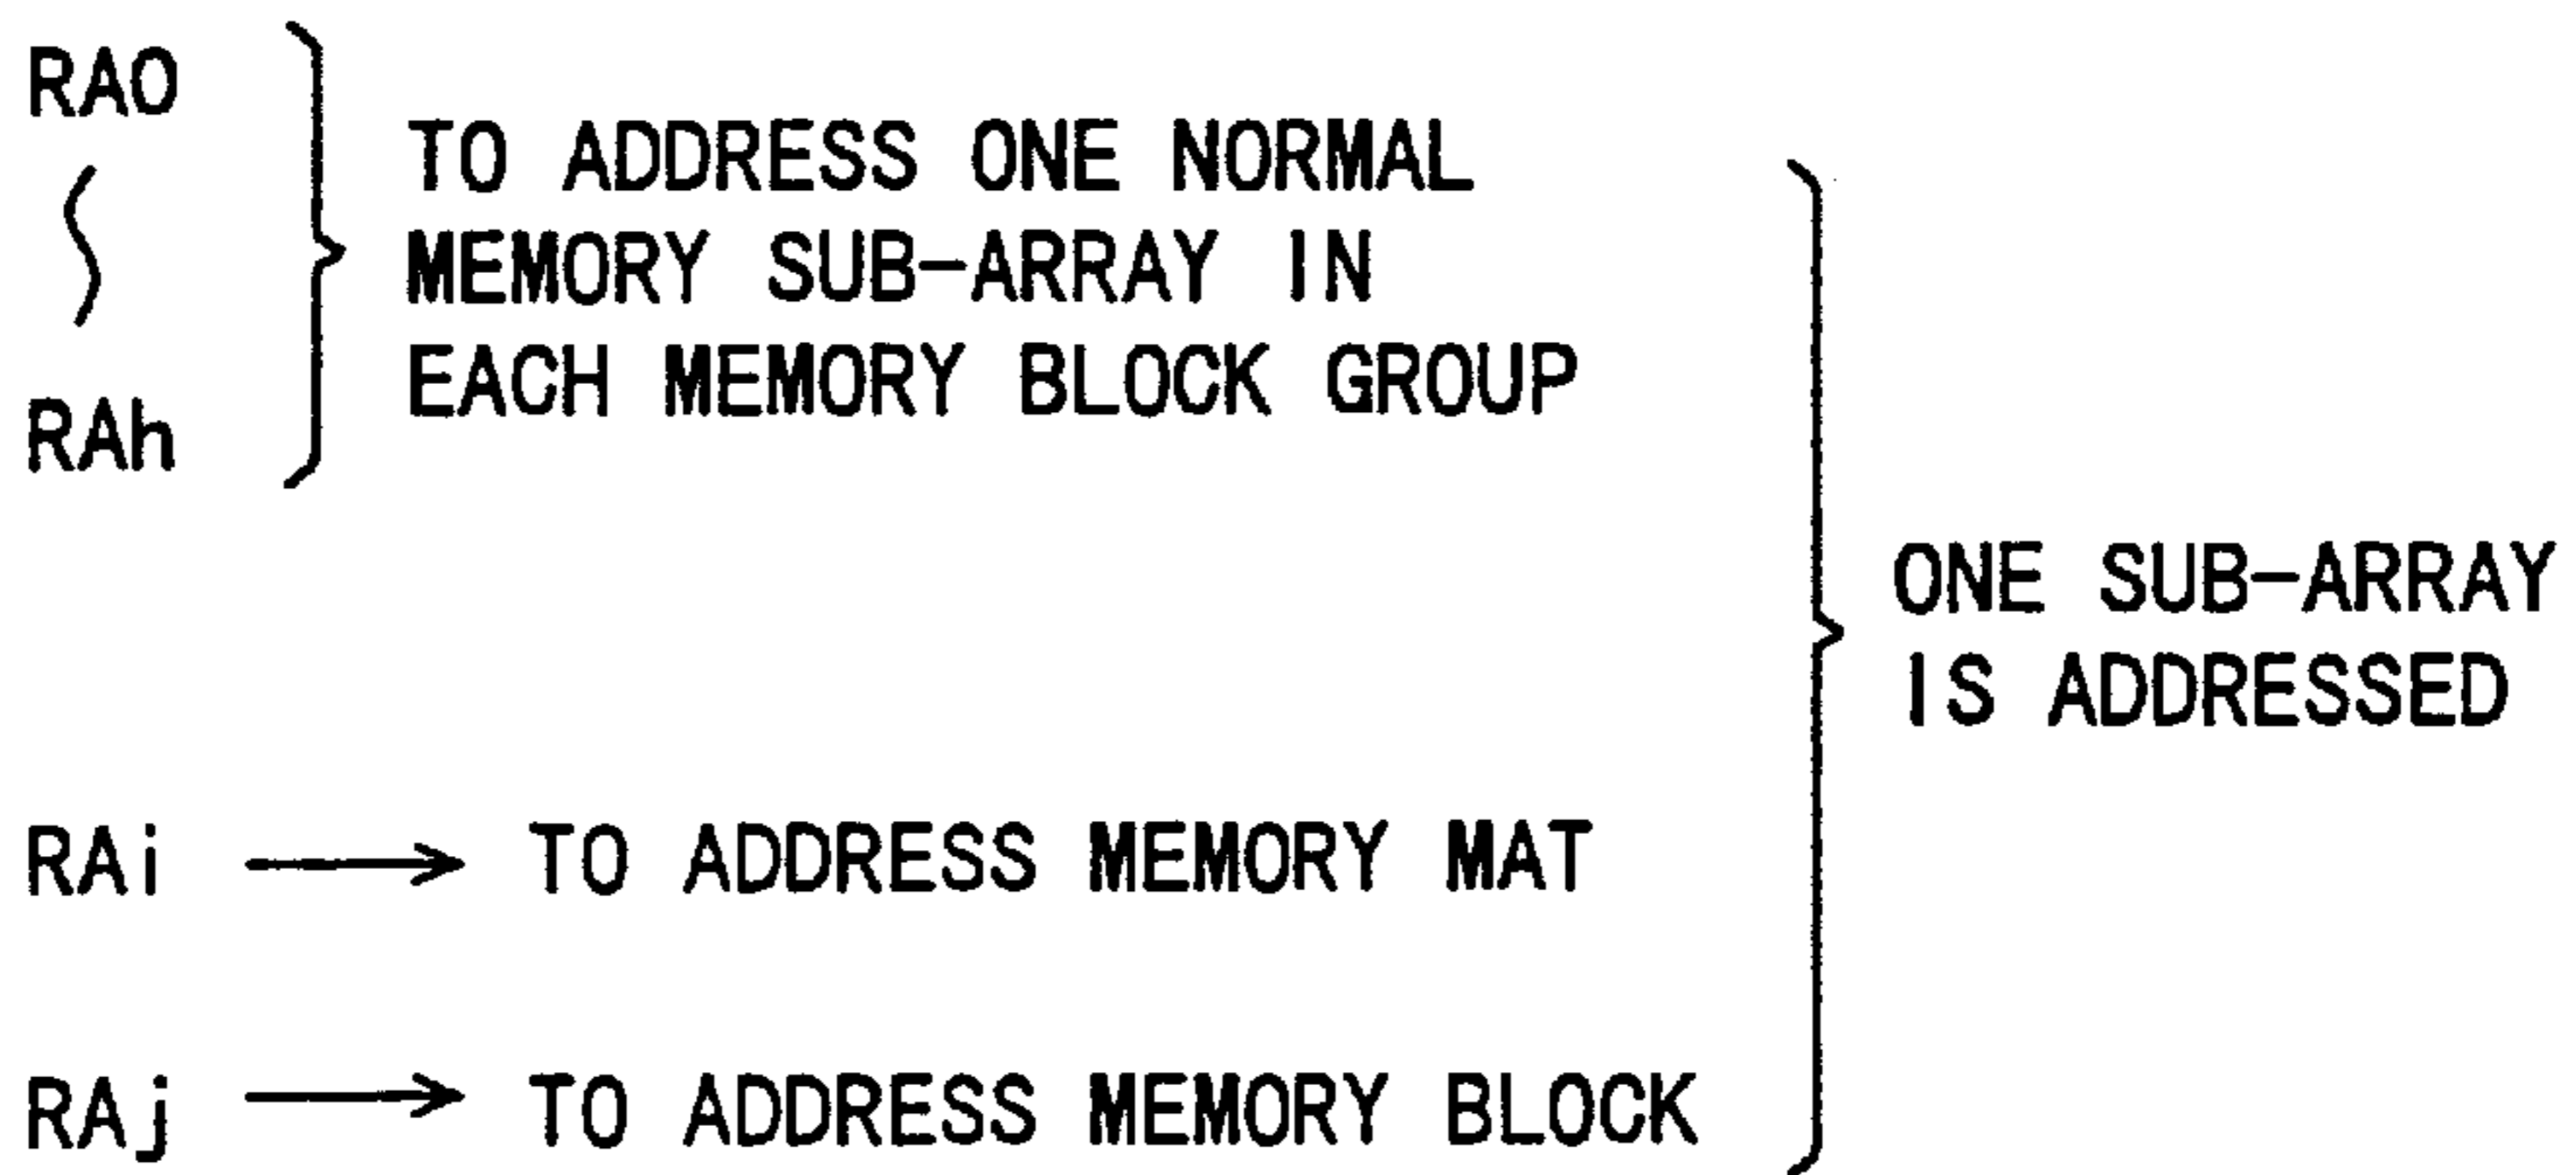 RA0
TO ADDRESS ONE NORMAL
MEMORY SUB-ARRAY IN
EACH MEMORY BLOCK GROUP
RAh
ONE SUB-ARRAY
IS ADDRESSED
RAi → TO ADDRESS MEMORY MAT
RAj → TO ADDRESS MEMORY BLOCK